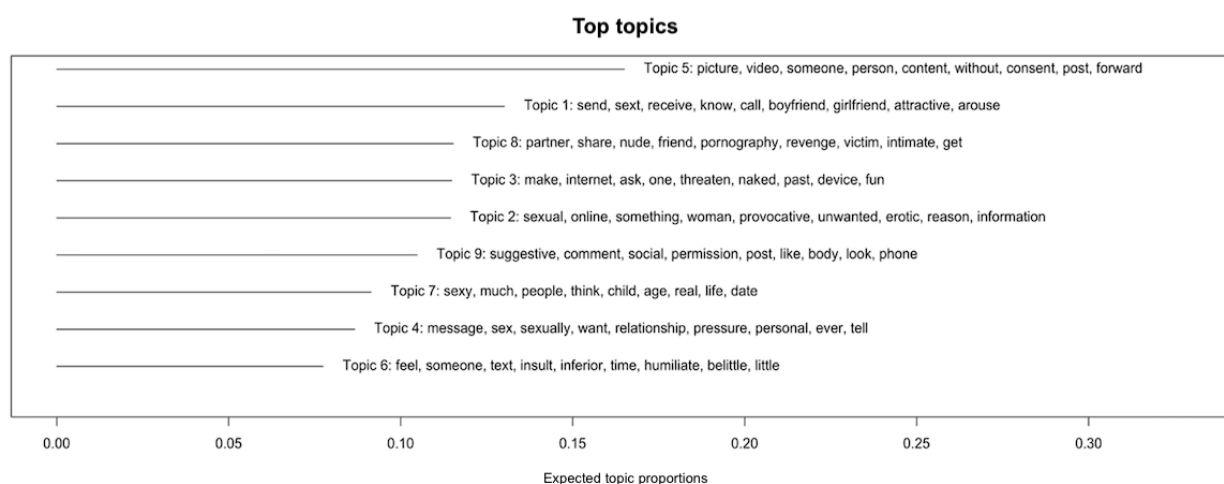 Top topics
Topic 5: picture, video, someone, person, content, without, consent, post, forward
Topic 1: send, sext, receive, know, call, boyfriend, girlfriend, attractive, arouse
Topic 8: partner, share, nude, friend, pornography, revenge, victim, intimate, get
Topic 3: make, internet, ask, one, threaten, naked, past, device, fun
Topic 2: sexual, online, something, woman, provocative, unwanted, erotic, reason, information
Topic 9: suggestive, comment, social, permission, post, like, body, look, phone
Topic 7: sexy, much, people, think, child, age, real, life, date
Topic 4: message, sex, sexually, want, relationship, pressure, personal, ever, tell
Topic 6: feel, someone, text, insult, inferior, time, humiliate, belittle, little
0.00 0.05 0.10 0.15 0.20 0.25 0.30
Expected topic proportions